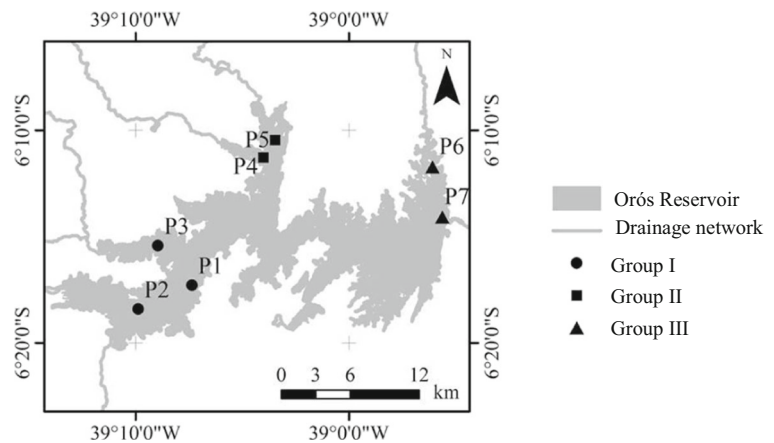 39°10'0"W 39°0'0"W
N
6°10'0"S 6°10'0"S
P5
P4
P6
P7
P3
P1
P2
6°20'0"S 6°20'0"S
0 3 6 12
km
39°10'0"W 39°0'0"W
Orós Reservoir
Drainage network
Group I
Group II
Group III